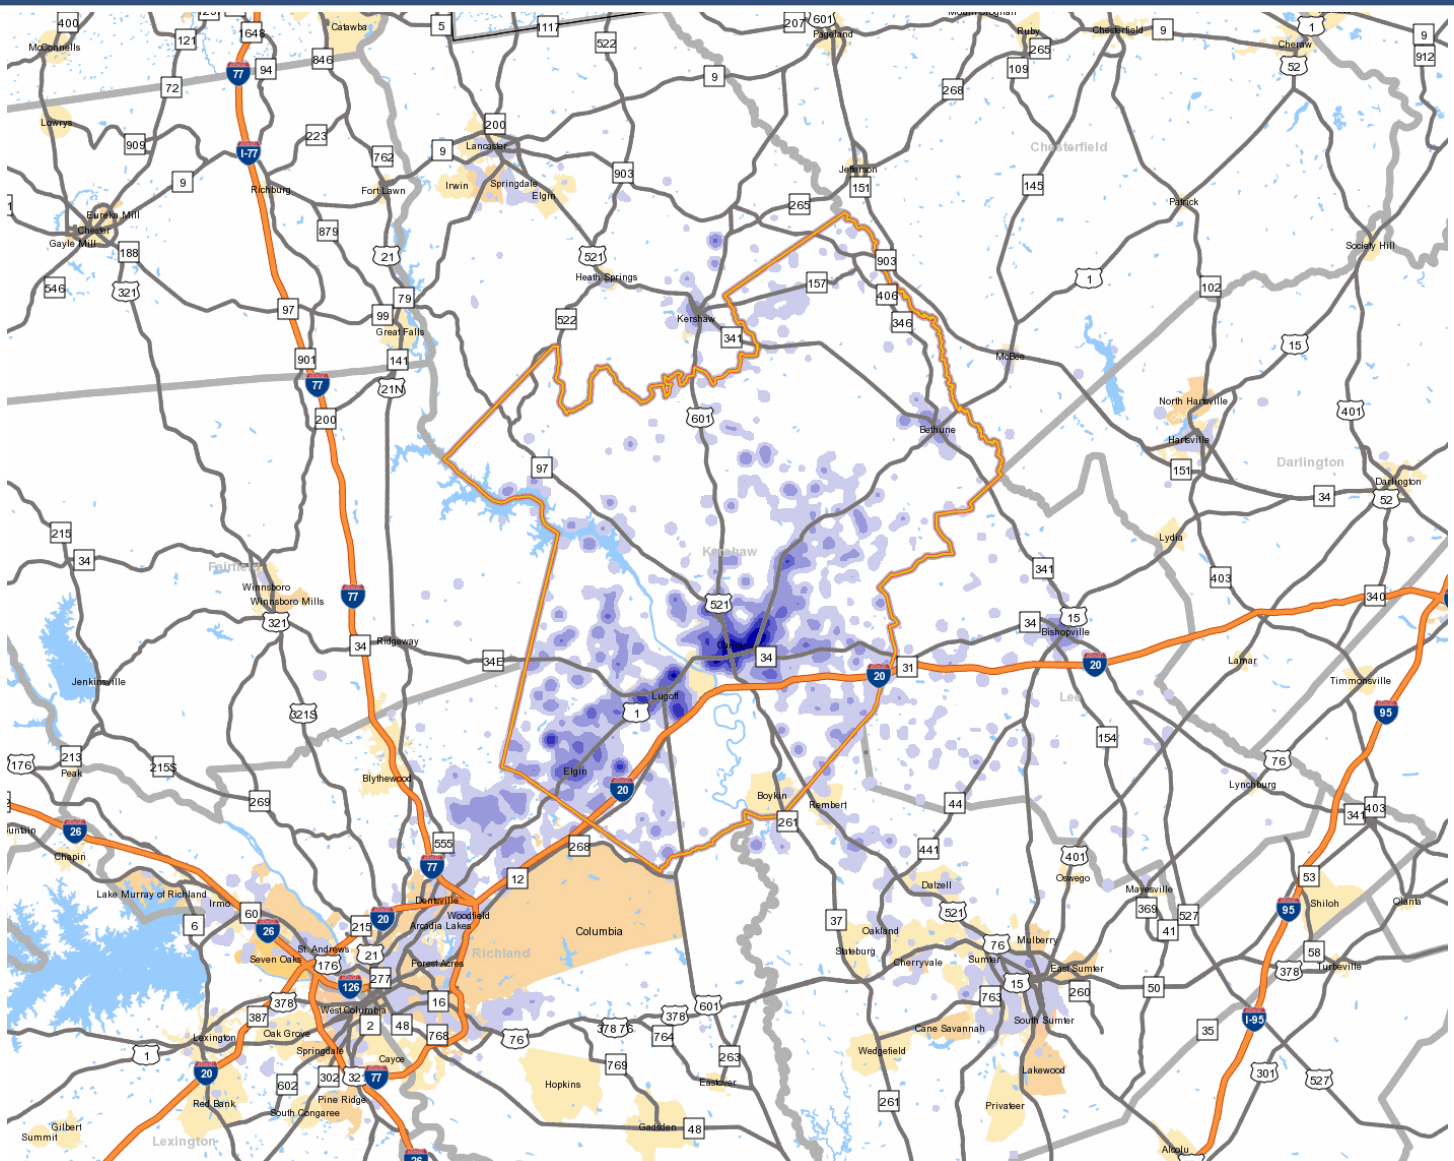 400
McConnells
121
1648
Catawba
5
1117
522
207
601
Pageland
Ruby
265
109
Chesterfield
9
1
Cheraw
52
9
912
77
94
846
72
9
268
Lowrys
909
I-77
223
762
200
9
Lancaster
903
Irwin
Springdale
Elgin
Chesterfield
Jefferson
151
145
9
Richburg
Fort Lawn
265
Patrick
Eureka Mill
Chester
Gayle Mill
188
879
21
521
Heath Springs
903
1
102
Society Hill
546
321
97
79
99
Great Falls
522
Kershaw
341
157
406
346
15
901
141
77
21N
McBee
200
601
Bethune
North Hartsville
Hartsville
401
97
151
Darlington
34
Darlington
52
215
34
Lydia
Fairfield
Winnsboro
Winnsboro Mills
321
77
Kershaw
521
341
403
340
34
15
Bishopville
34
Ridgeway
34E
34
20
31
20
Lamar
Timmonsville
Jenkinsville
Lugoff
1
Lee
95
321S
154
176
213
Peak
215S
Blythewood
Elgin
20
76
Lynchburg
269
Boykin
Rembert
44
403
341
26
Chapin
555
268
261
441
401
Oswego
77
12
Dalzell
Mayesville
53
Lake Murray of Richland
Irmo
60
Dentsville
Woodfield
Arcadia Lakes
521
369
527
95
Shiloh
Olanta
6
26
215
20
St. Andrews
Seven Oaks
176
21
Richland
Columbia
37
Oakland
Stateburg
Cherryvale
76
Sumter
Mulberry
41
58
378
Turbeville
Forest Acres
277
126
East Sumter
378
West Columbia
16
15
763
260
50
387
2
48
768
601
378
Cane Savannah
South Sumter
I-95
Lexington
Oak Grove
76
378 76
764
35
1
Springdale
Cayce
263
Wedgefield
20
602
302
321
77
769
Hopkins
Eastover
Lakewood
301
527
Red Bank
Pine Ridge
South Congaree
261
Privateer
Gilbert
Summit
Lexington
Gadsden
48
Alcolu
26